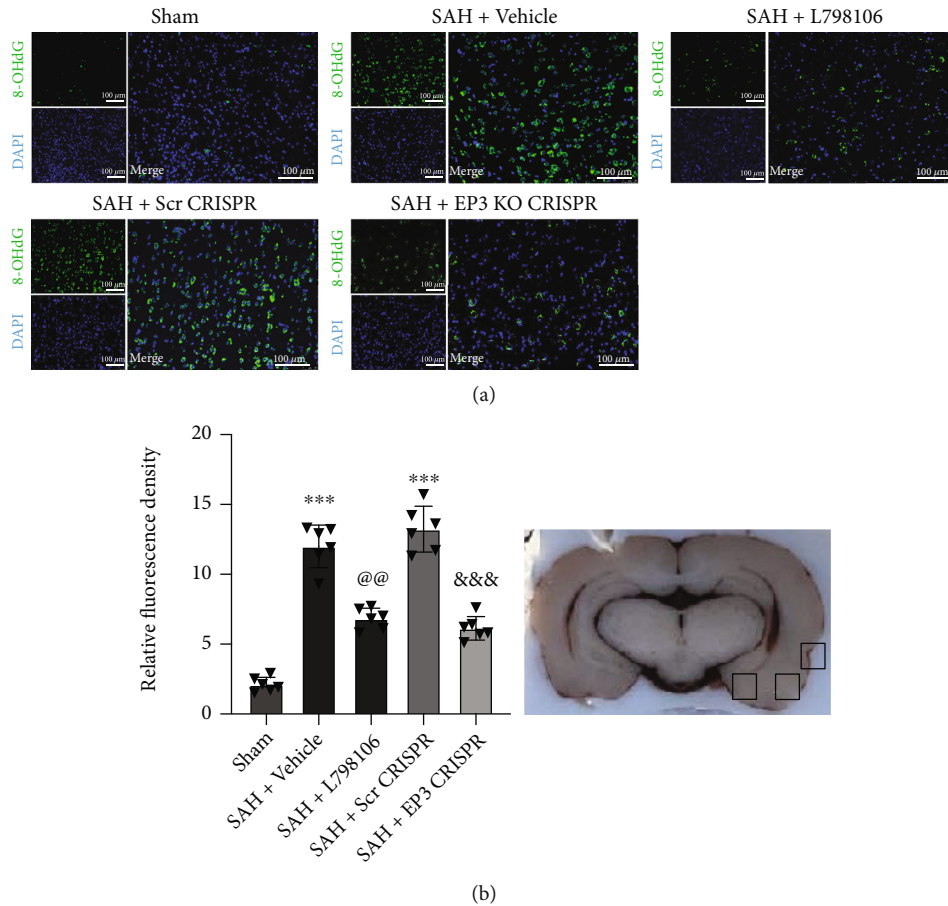 Sham
SAH + Vehicle
SAH + L798106
8-OHdG
100 μm
DAPI
100 μm
Merge
100 μm
8-OHdG
100 μm
DAPI
100 μm
Merge
100 μm
8-OHdG
100 μm
DAPI
100 μm
Merge
100 μm
SAH + Scr CRISPR
SAH + EP3 KO CRISPR
8-OHdG
100 μm
DAPI
100 μm
Merge
100 μm
8-OHdG
100 μm
DAPI
100 μm
Merge
100 μm
(a)
Relative fluorescence density
20
15
10
5
0
***
@@
***
&&&
Sham
SAH + Vehicle
SAH + L798106
SAH + Scr CRISPR
SAH + EP3 CRISPR
(b)